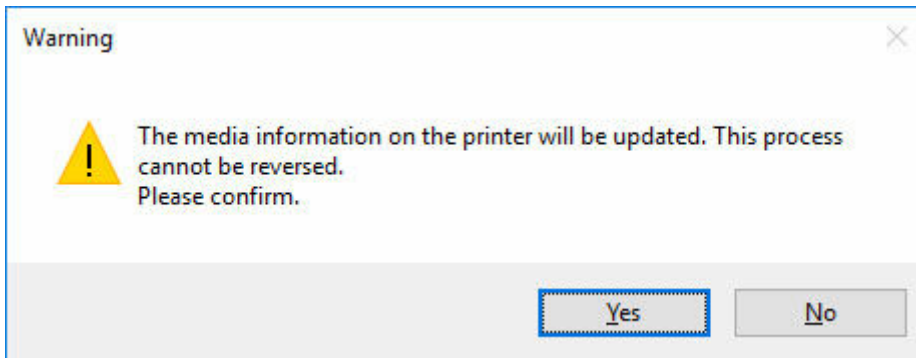 Warning
The media information on the printer will be updated. This process
cannot be reversed.
Please confirm.
Yes
No